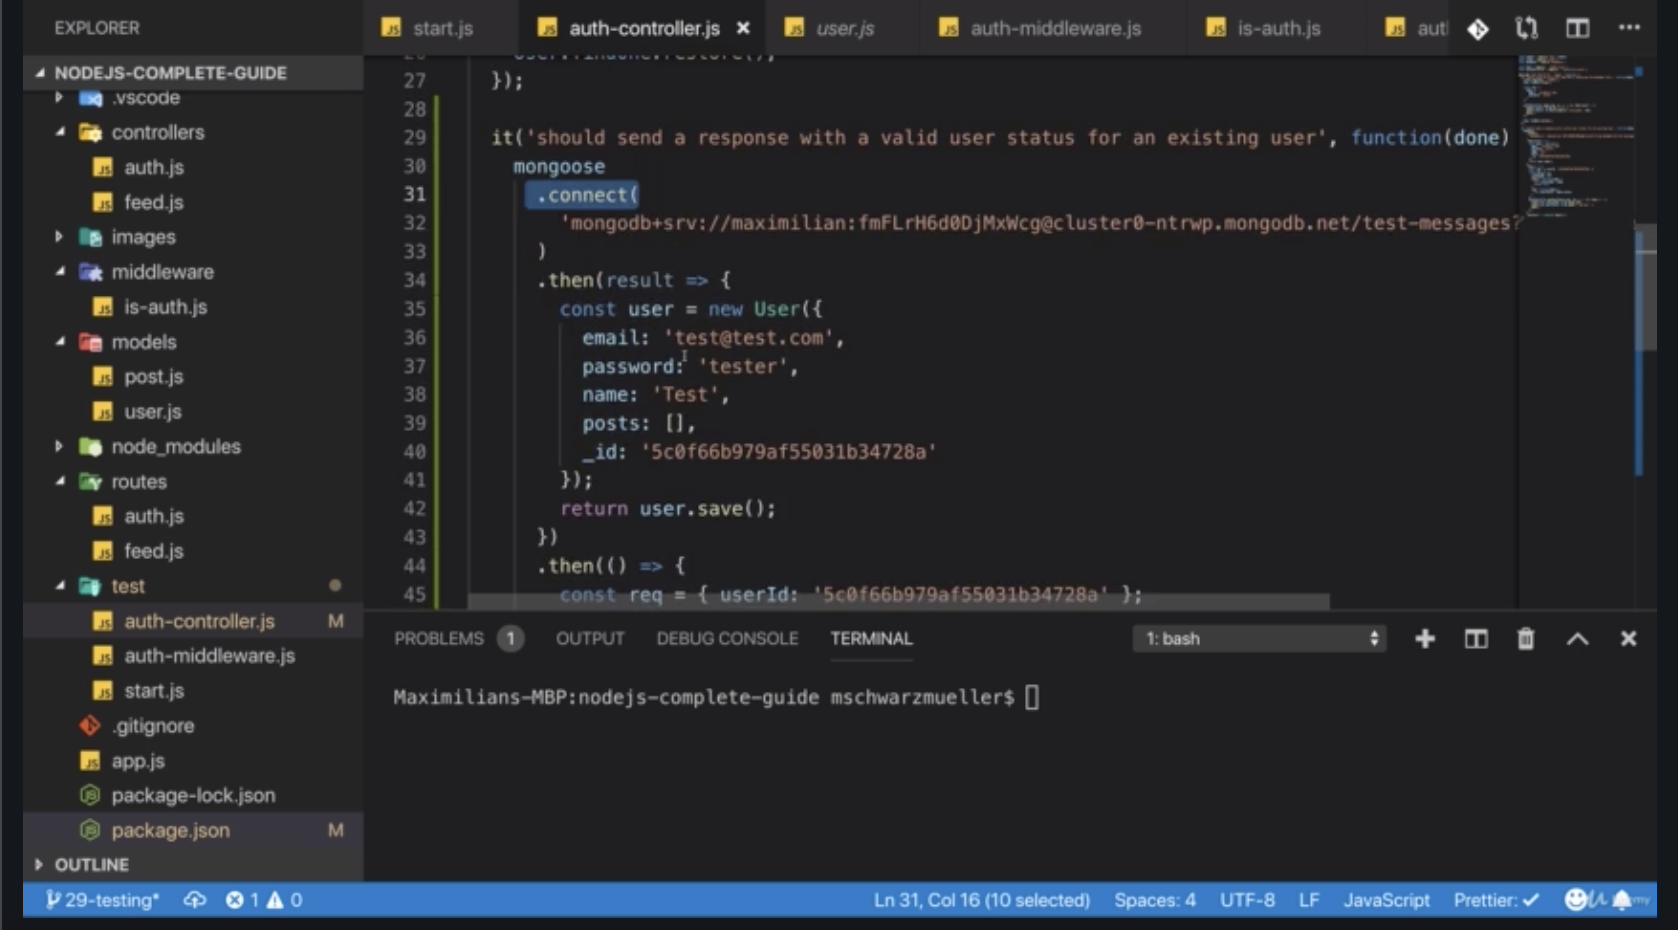 EXPLORER
start.js
auth-controller.js
user.js
auth-middleware.js
is-auth.js
NODEJS-COMPLETE-GUIDE
.vscode
controllers
auth.js
feed.js
images
middleware
is-auth.js
models
post.js
user.js
node_modules
routes
auth.js
feed.js
test
auth-controller.js M
auth-middleware.js
start.js
.gitignore
app.js
package-lock.json
package.json M
OUTLINE
27 });
28
29 it('should send a response with a valid user status for an existing user', function(done)
30 mongoose
31 .connect(
32 'mongodb+srv://maximilian:fmFLrH6d0DjMxWcg@cluster0-ntrwp.mongodb.net/test-messages?
33 )
34 .then(result => {
35 const user = new User({
36 email: 'test@test.com',
37 password: 'tester',
38 name: 'Test',
39 posts: [],
40 _id: '5c0f66b979af55031b34728a'
41 });
42 return user.save();
43 })
44 .then(() => {
45 const req = { userId: '5c0f66b979af55031b34728a' };
PROBLEMS 1 OUTPUT DEBUG CONSOLE TERMINAL 1: bash
Maximilians-MBP:nodejs-complete-guide mschwarzmueller$
29-testing* 1 0 Ln 31, Col 16 (10 selected) Spaces: 4 UTF-8 LF JavaScript Prettier: ✓